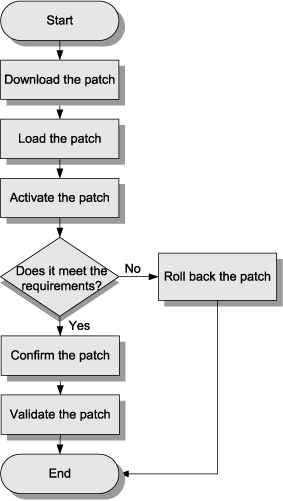 Start
Download the patch
Load the patch
Activate the patch
Does it meet the
requirements?
No
Roll back the patch
Yes
Confirm the patch
Validate the patch
End